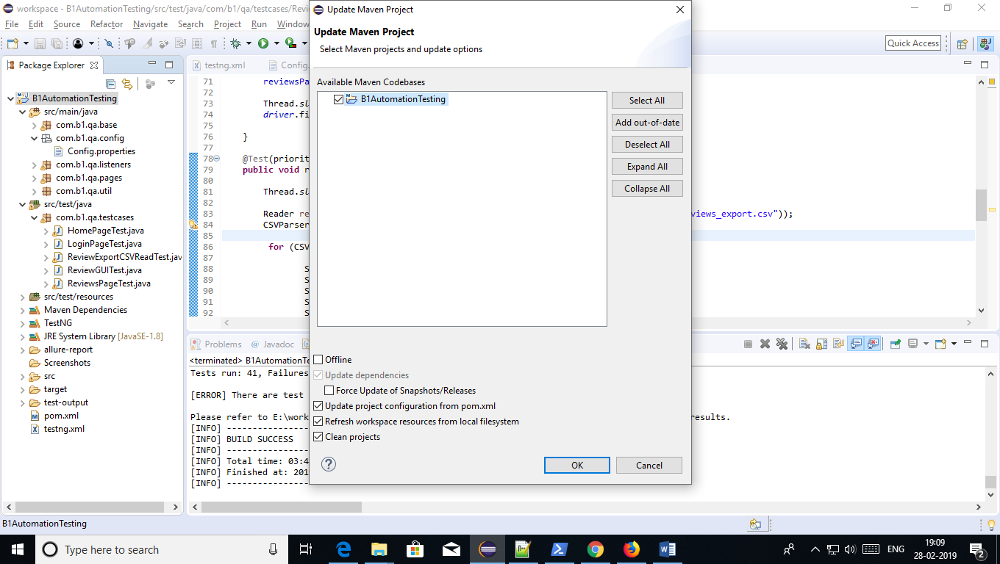 workspace - B1AutomationTesting/src/test/java/com/b1/qa/testcases/Revi
File Edit Source Refactor Navigate Search Project Run Window
Quick Access
Package Explorer
B1AutomationTesting
src/main/java
com.b1.qa.base
com.b1.qa.config
Config.properties
com.b1.qa.listeners
com.b1.qa.pages
com.b1.qa.util
src/test/java
com.b1.qa.testcases
HomePageTest.java
LoginPageTest.java
ReviewExportCSVReadTest.jav
ReviewGUITest.java
ReviewsPageTest.java
src/test/resources
Maven Dependencies
TestNG
JRE System Library [JavaSE-1.8]
allure-report
Screenshots
src
target
test-output
pom.xml
testng.xml
testng.xml Config.
71 reviewsPa
72
73 Thread.sl
74 driver.fi
75
76 }
77
78 @Test(priorit
79 public void r
80
81 Thread.sl
82
83 Reader re views_export.csv"));
84 CSVParser
85
86 for (CSV
87
88 S
89 S
90 S
91 S
92 S
Update Maven Project
Update Maven Project
Select Maven projects and update options
Available Maven Codebases
B1AutomationTesting
Select All
Add out-of-date
Deselect All
Expand All
Collapse All
Offline
Update dependencies
Force Update of Snapshots/Releases
Update project configuration from pom.xml
Refresh workspace resources from local filesystem
Clean projects
?
OK Cancel
Problems @ Javadoc
<terminated> B1AutomationTe
Tests run: 41, Failures
[ERROR] There are test
Please refer to E:\work results.
[INFO] ----------------
[INFO] BUILD SUCCESS
[INFO] ----------------
[INFO] Total time: 03:4
[INFO] Finished at: 201
[INFO] ----------------
B1AutomationTesting
Type here to search
ENG
19:09
28-02-2019
2